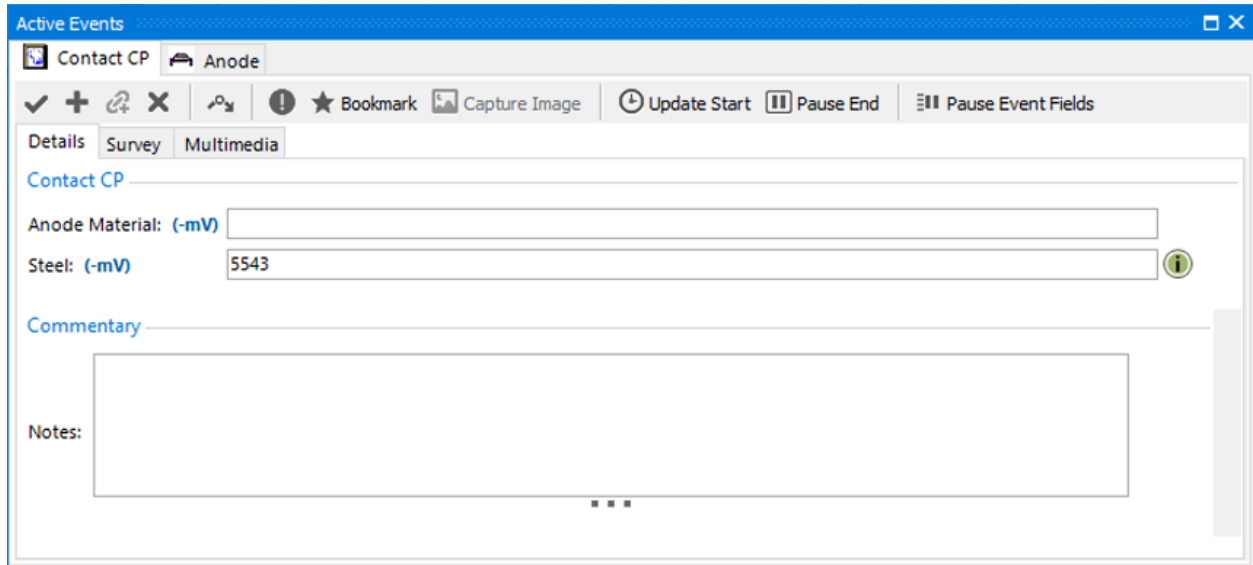 Active Events
Contact CP Anode
Bookmark Capture Image Update Start Pause End Pause Event Fields
Details Survey Multimedia
Contact CP
Anode Material: (-mV)
Steel: (-mV) 5543
Commentary
Notes: